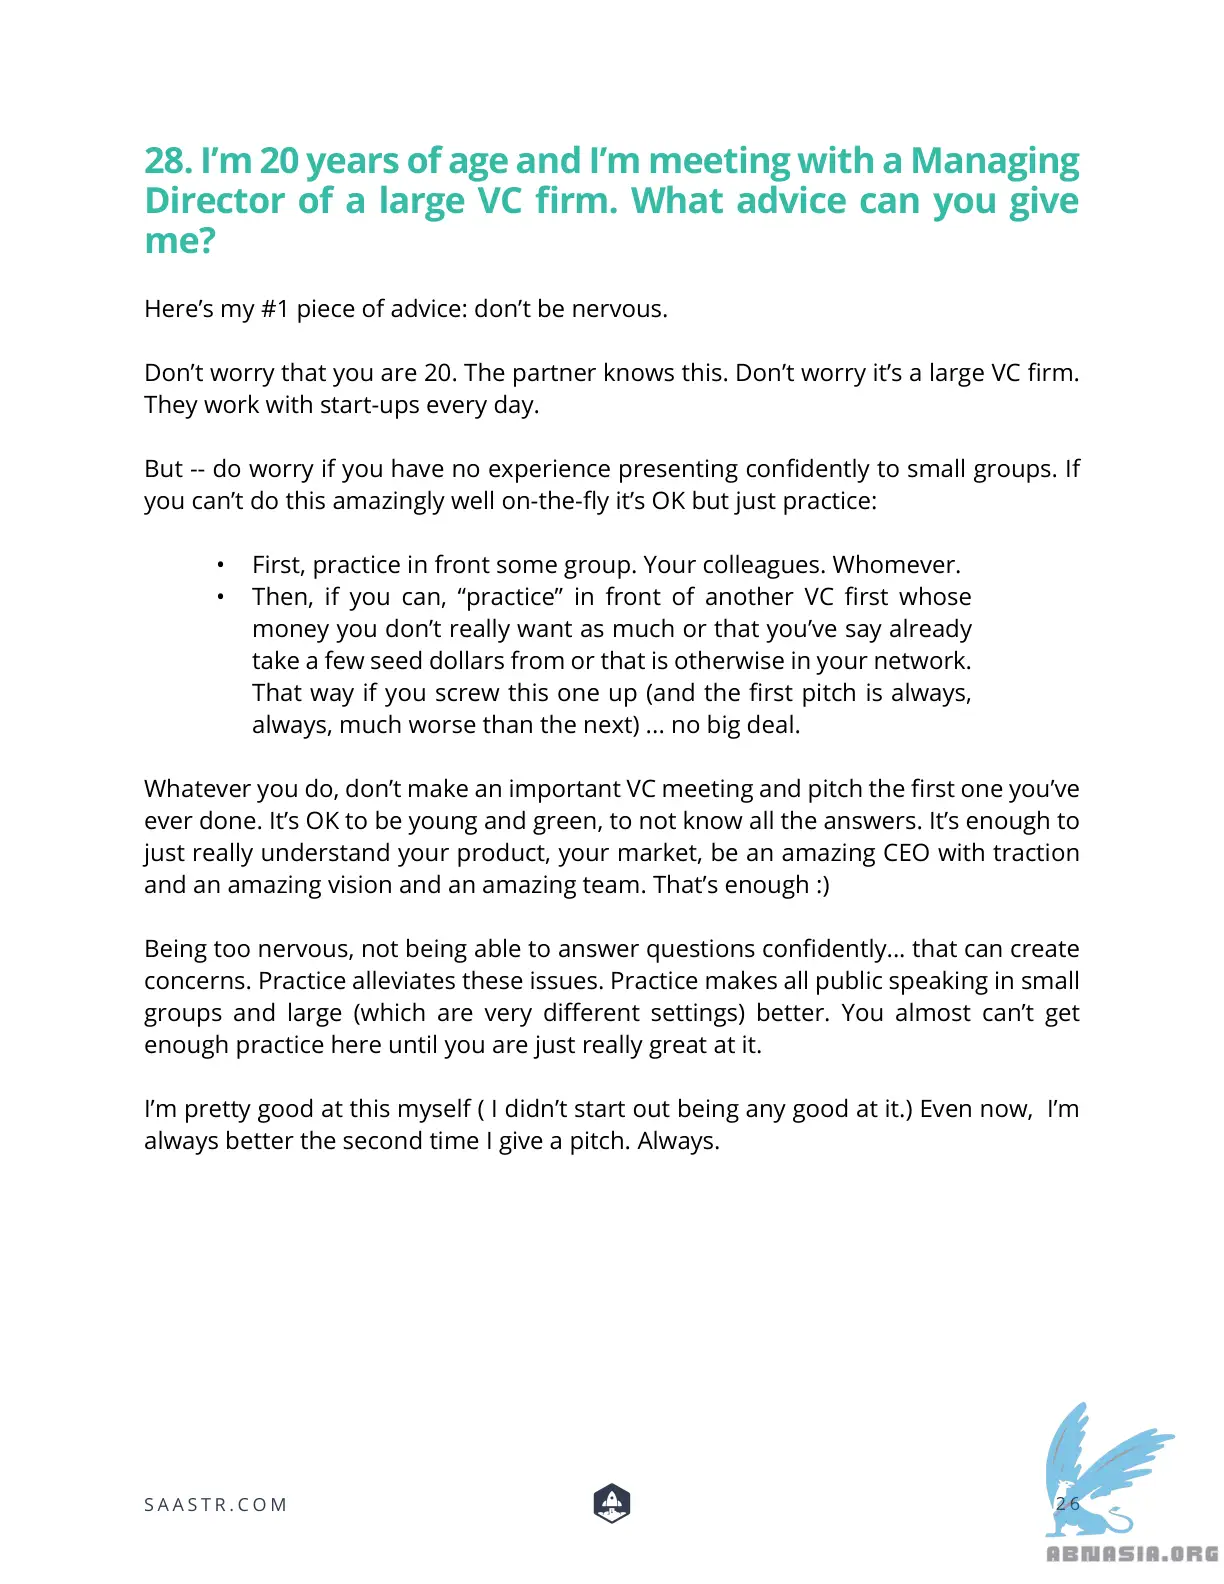 28. I’m 20 years of age and I’m meeting with a Managing
Director of a large VC firm. What advice can you give
me?
Here’s my #1 piece of advice: don’t be nervous.
Don’t worry that you are 20. The partner knows this. Don’t worry it’s a large VC firm.
They work with start-ups every day.
But -- do worry if you have no experience presenting confidently to small groups. If
you can’t do this amazingly well on-the-fly it’s OK but just practice:
• First, practice in front some group. Your colleagues. Whomever.
• Then, if you can, “practice” in front of another VC first whose
money you don’t really want as much or that you’ve say already
take a few seed dollars from or that is otherwise in your network.
That way if you screw this one up (and the first pitch is always,
always, much worse than the next) ... no big deal.
Whatever you do, don’t make an important VC meeting and pitch the first one you’ve
ever done. It’s OK to be young and green, to not know all the answers. It’s enough to
just really understand your product, your market, be an amazing CEO with traction
and an amazing vision and an amazing team. That’s enough :)
Being too nervous, not being able to answer questions confidently... that can create
concerns. Practice alleviates these issues. Practice makes all public speaking in small
groups and large (which are very different settings) better. You almost can’t get
enough practice here until you are just really great at it.
I’m pretty good at this myself ( I didn’t start out being any good at it.) Even now,  I’m
always better the second time I give a pitch. Always.
SAASTR.COM
26
ABNASIA.ORG